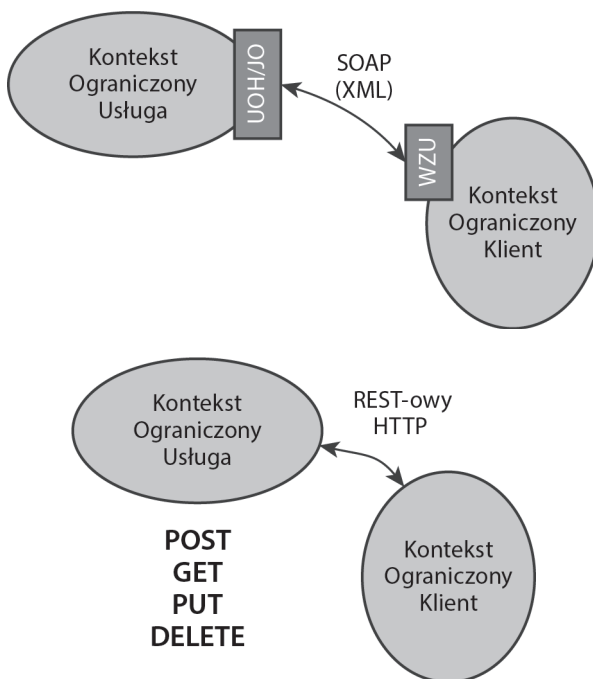 Kontekst
Ograniczony
Usługa
UOH/JO
SOAP
(XML)
WZU
Kontekst
Ograniczony
Klient
Kontekst
Ograniczony
Usługa
REST-owy
HTTP
POST
GET
PUT
DELETE
Kontekst
Ograniczony
Klient